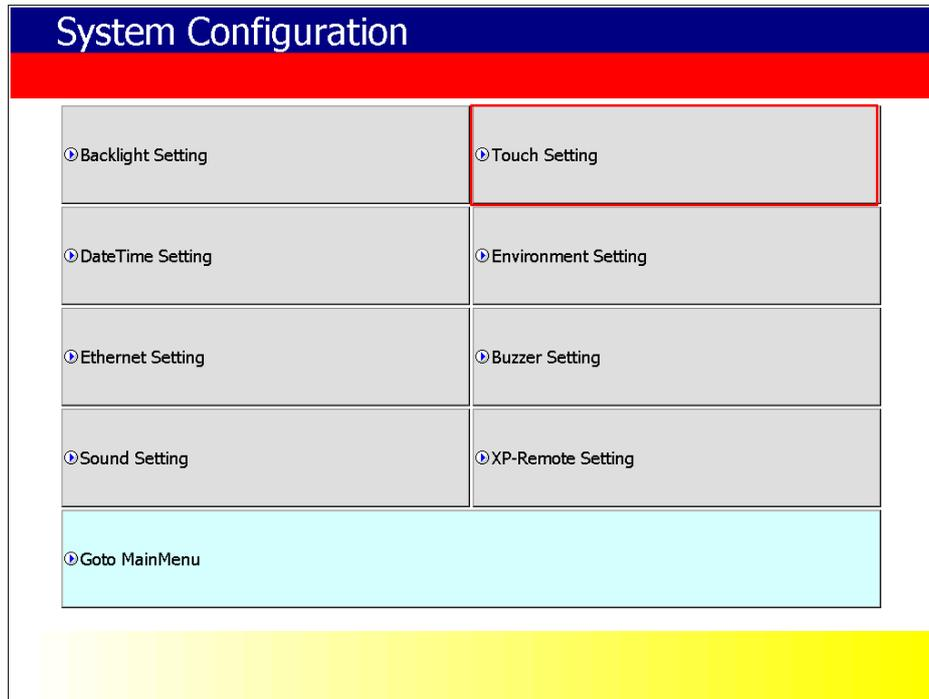 System Configuration
Backlight Setting
Touch Setting
DateTime Setting
Environment Setting
Ethernet Setting
Buzzer Setting
Sound Setting
XP-Remote Setting
Goto MainMenu